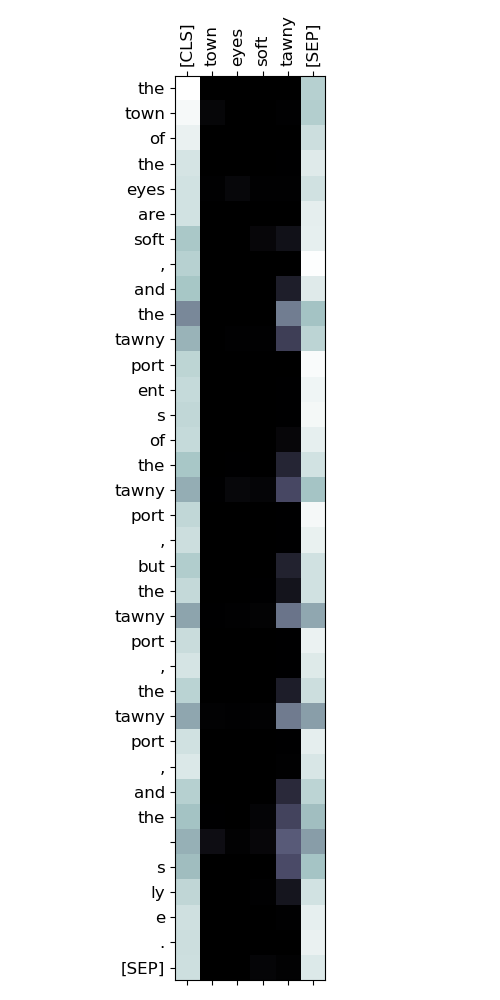 [CLS] town eyes soft tawny [SEP]
the
town
of
the
eyes
are
soft
,
and
the
tawny
port
ent
s
of
the
tawny
port
,
but
the
tawny
port
,
the
tawny
port
,
and
the
s
ly
e
.
[SEP]